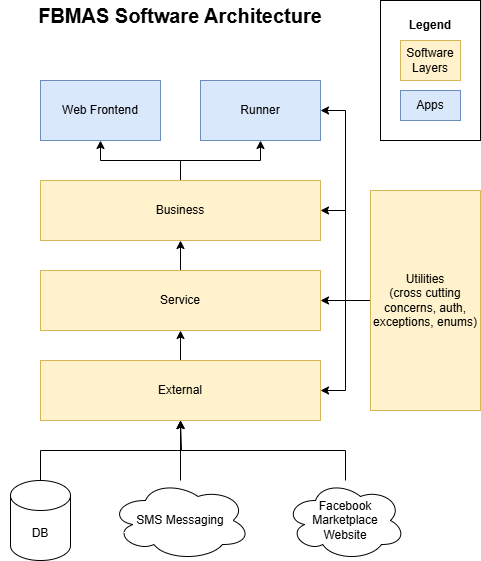 FBMAS Software Architecture
Legend
Software
Layers
Apps
Web Frontend
Runner
Business
Service
External
Utilities
(cross cutting
concerns, auth,
exceptions, enums)
DB
SMS Messaging
Facebook
Marketplace
Website